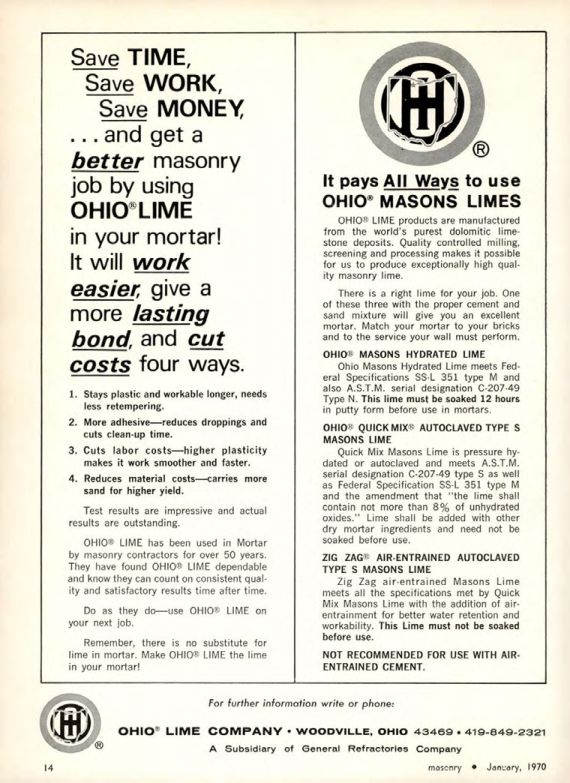 Save TIME,
Save WORK,
Save MONEY,
...and get a
better masonry
job by using
OHIO® LIME
in your mortar!
It will work
easier, give a
more lasting
bond, and cut
costs four ways.
1. Stays plastic and workable longer, needs
less retempering.
2. More adhesive—reduces droppings and
cuts clean-up time.
3. Cuts labor costs—higher plasticity
makes it work smoother and faster.
4. Reduces material costs—carries more
sand for higher yield.
Test results are impressive and actual
results are outstanding.
OHIO® LIME has been used in Mortar
by masonry contractors for over 50 years.
They have found OHIO® LIME dependable
and know they can count on consistent qual-
ity and satisfactory results time after time.
Do as they do—use OHIO® LIME on
your next job.
Remember, there is no substitute for
lime in mortar. Make OHIO® LIME the lime
in your mortar!
®
It pays All Ways to use
OHIO® MASONS LIMES
OHIO® LIME products are manufactured
from the world's purest dolomitic lime-
stone deposits. Quality controlled milling,
screening and processing makes it possible
for us to produce exceptionally high qual-
ity masonry lime.
There is a right lime for your job. One
of these three with the proper cement and
sand mixture will give you an excellent
mortar. Match your mortar to your bricks
and to the service your wall must perform.
OHIO® MASONS HYDRATED LIME
Ohio Masons Hydrated Lime meets Fed-
eral Specifications SS-L 351 type M and
also A.S.T.M. serial designation C-207-49
Type N. This lime must be soaked 12 hours
in putty form before use in mortars.
OHIO® QUICK MIX® AUTOCLAVED TYPE S
MASONS LIME
Quick Mix Masons Lime is pressure hy-
dated or autoclaved and meets A.S.T.M.
serial designation C-207-49 type S as well
as Federal Specification SS-L 351 type M
and the amendment that "the lime shall
contain not more than 8% of unhydrated
oxides." Lime shall be added with other
dry mortar ingredients and need not be
soaked before use.
ZIG ZAG® AIR-ENTRAINED AUTOCLAVED
TYPE S MASONS LIME
Zig Zag air-entrained Masons Lime
meets all the specifications met by Quick
Mix Masons Lime with the addition of air-
entrainment for better water retention and
workability. This Lime must not be soaked
before use.
NOT RECOMMENDED FOR USE WITH AIR-
ENTRAINED CEMENT.
®
For further information write or phone:
OHIO® LIME COMPANY • WOODVILLE, OHIO 43469 • 419-849-2321
A Subsidiary of General Refractories Company
14
masonry • January, 1970